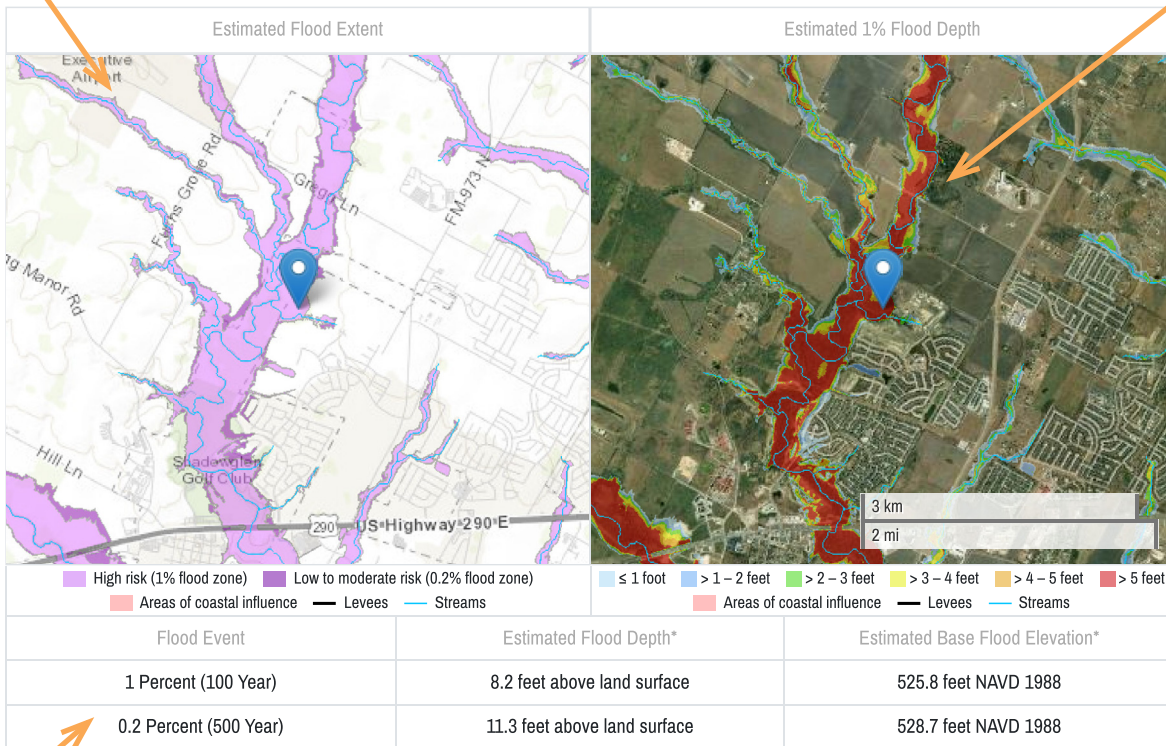 Estimated Flood Extent
Estimated 1% Flood Depth
Executive
Airport
Gregg Ln
FM-973 N
Hill Ln
Shadowglen
Golf Club
290
US Highway 290 E
3 km
2 mi
High risk (1% flood zone) Low to moderate risk (0.2% flood zone)
Areas of coastal influence Levees Streams
≤ 1 foot > 1 – 2 feet > 2 – 3 feet > 3 – 4 feet > 4 – 5 feet > 5 feet
Areas of coastal influence Levees Streams
Flood Event Estimated Flood Depth* Estimated Base Flood Elevation*
1 Percent (100 Year) 8.2 feet above land surface 525.8 feet NAVD 1988
0.2 Percent (500 Year) 11.3 feet above land surface 528.7 feet NAVD 1988
Grove Rd
ng Manor Rd